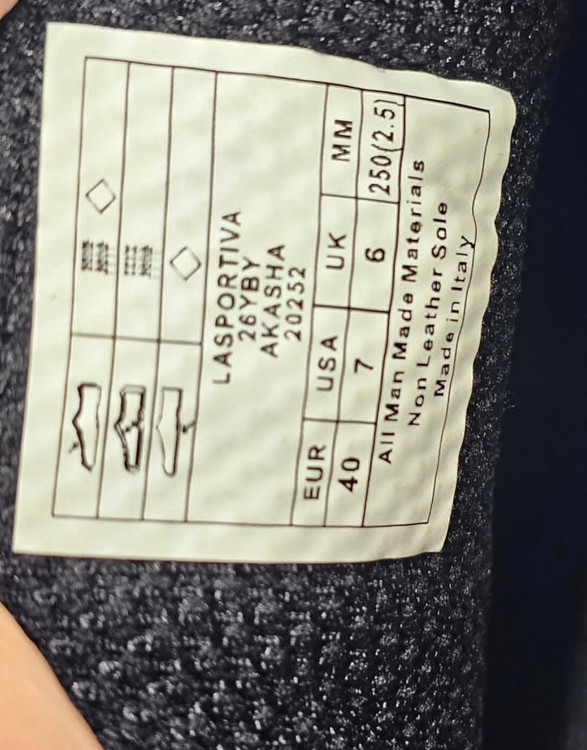 LASPORTIVA
26YBY
AKASHA
20252
EUR USA UK MM
40 7 6 250(2.5)
All Man Made Materials
Non Leather Sole
Made in Italy